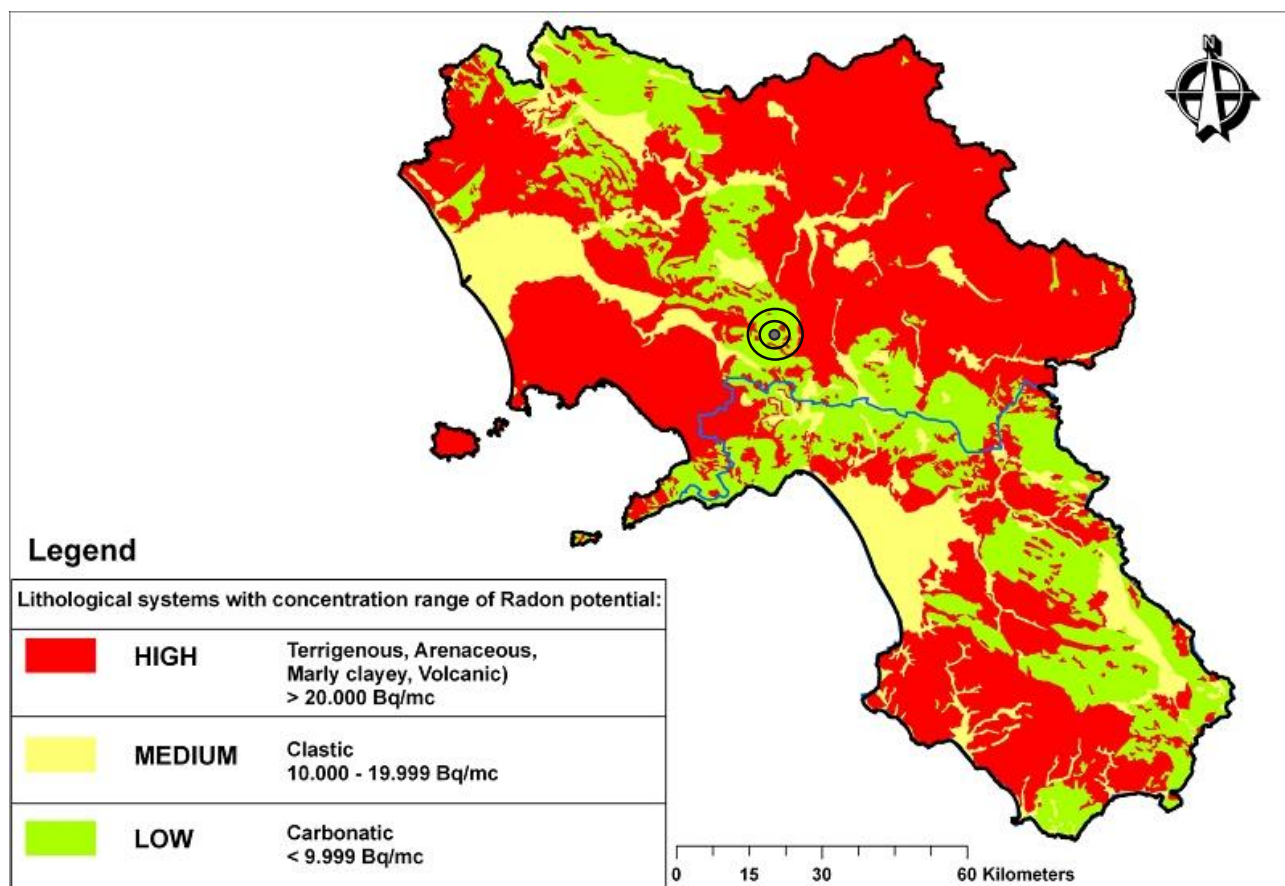 N
Legend
Lithological systems with concentration range of Radon potential:
HIGH
Terrigenous, Arenaceous,
Marly clayey, Volcanic)
> 20.000 Bq/mc
MEDIUM
Clastic
10.000 - 19.999 Bq/mc
LOW
Carbonatic
< 9.999 Bq/mc
0 15 30 60 Kilometers